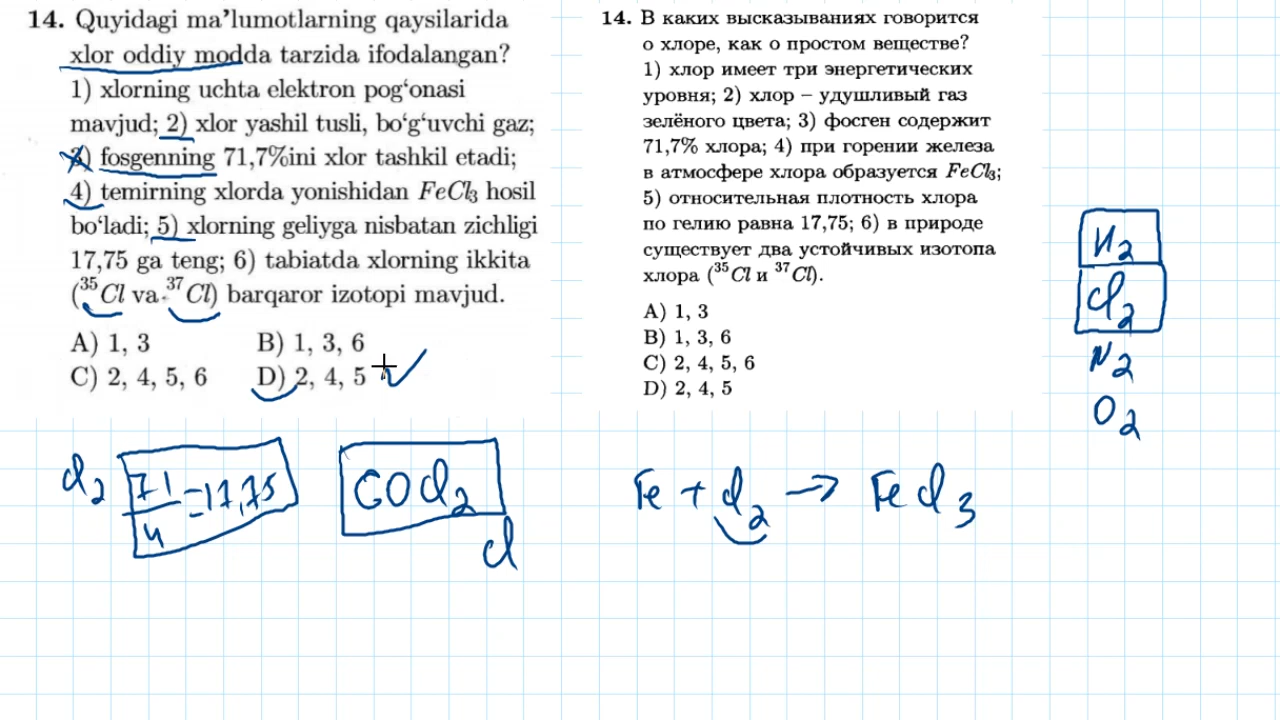 14. Quyidagi ma’lumotlarning qaysilarida
xlor oddiy modda tarzida ifodalangan?
1) xlorning uchta elektron pog‘onasi
mavjud; 2) xlor yashil tusli, bo‘g‘uvchi gaz;
3) fosgenning 71,7%ini xlor tashkil etadi;
4) temirning xlorda yonishidan FeCl₃ hosil
bo‘ladi; 5) xlorning geliyga nisbatan zichligi
17,75 ga teng; 6) tabiatda xlorning ikkita
(³⁵Cl va ³⁷Cl) barqaror izotopi mavjud.
A) 1, 3 B) 1, 3, 6
C) 2, 4, 5, 6 D) 2, 4, 5
14. В каких высказываниях говорится
о хлоре, как о простом веществе?
1) хлор имеет три энергетических
уровня; 2) хлор – удушливый газ
зелёного цвета; 3) фосген содержит
71,7% хлора; 4) при горении железа
в атмосфере хлора образуется FeCl₃;
5) относительная плотность хлора
по гелию равна 17,75; 6) в природе
существует два устойчивых изотопа
хлора (³⁵Cl и ³⁷Cl).
A) 1, 3
B) 1, 3, 6
C) 2, 4, 5, 6
D) 2, 4, 5
H₂
Cl₂
N₂
O₂
Cl₂ 71/4 = 17,75
COCl₂
Cl
Fe + Cl₂ → FeCl₃